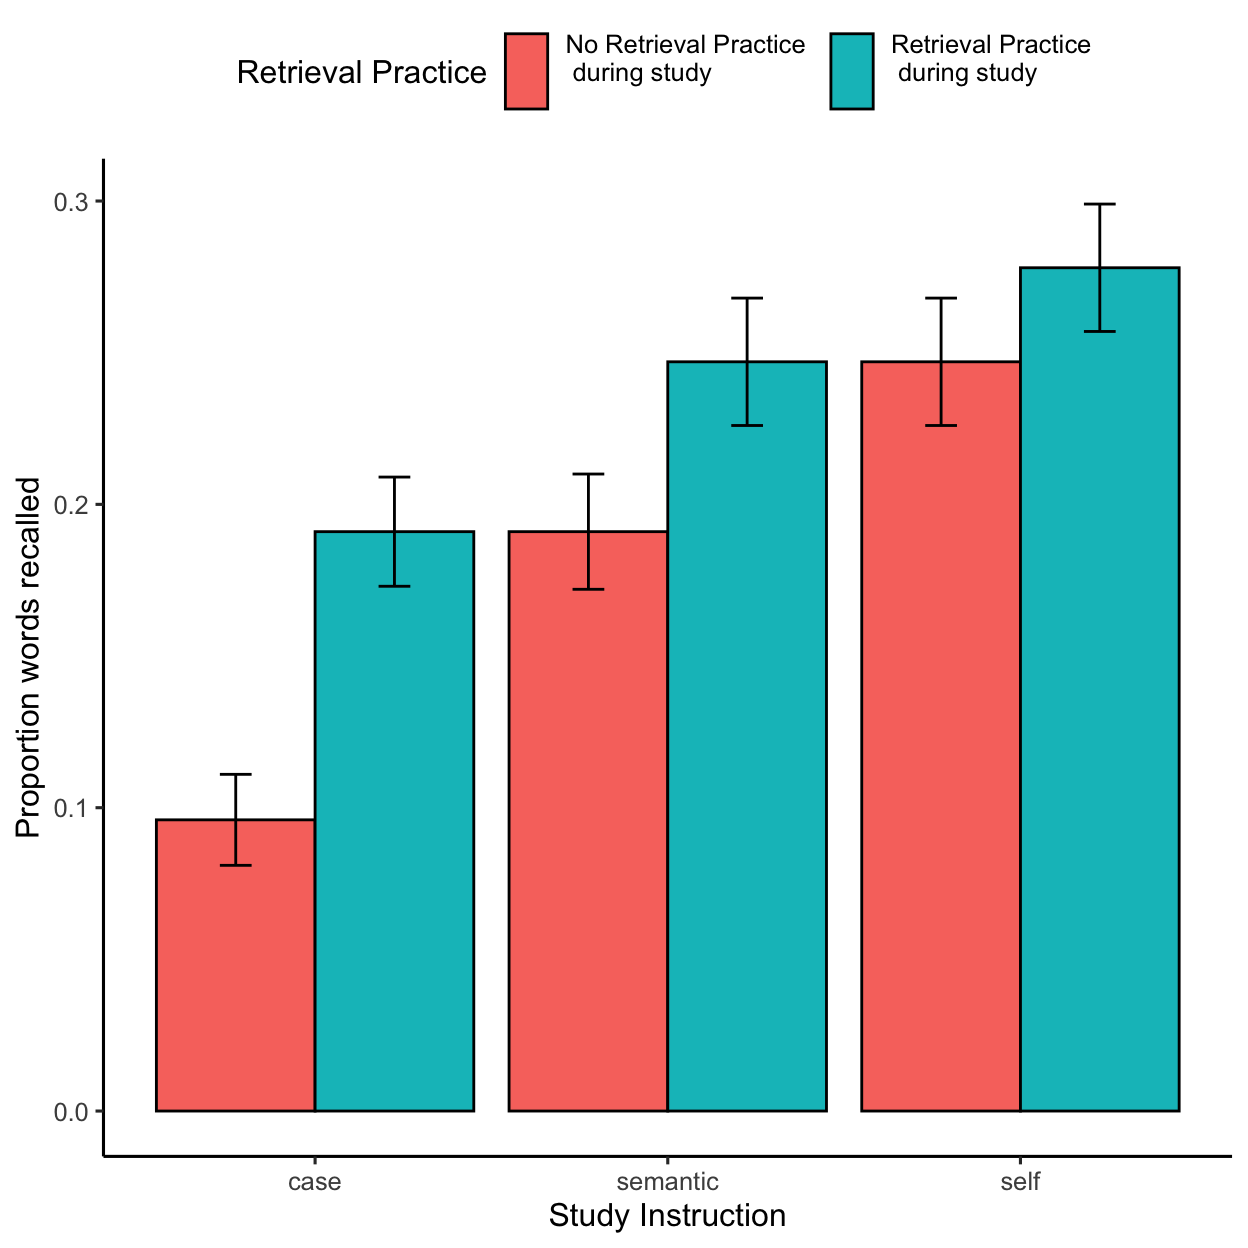 Retrieval Practice
No Retrieval Practice
during study
Retrieval Practice
during study
Proportion words recalled
0.3
0.2
0.1
0.0
case
semantic
self
Study Instruction